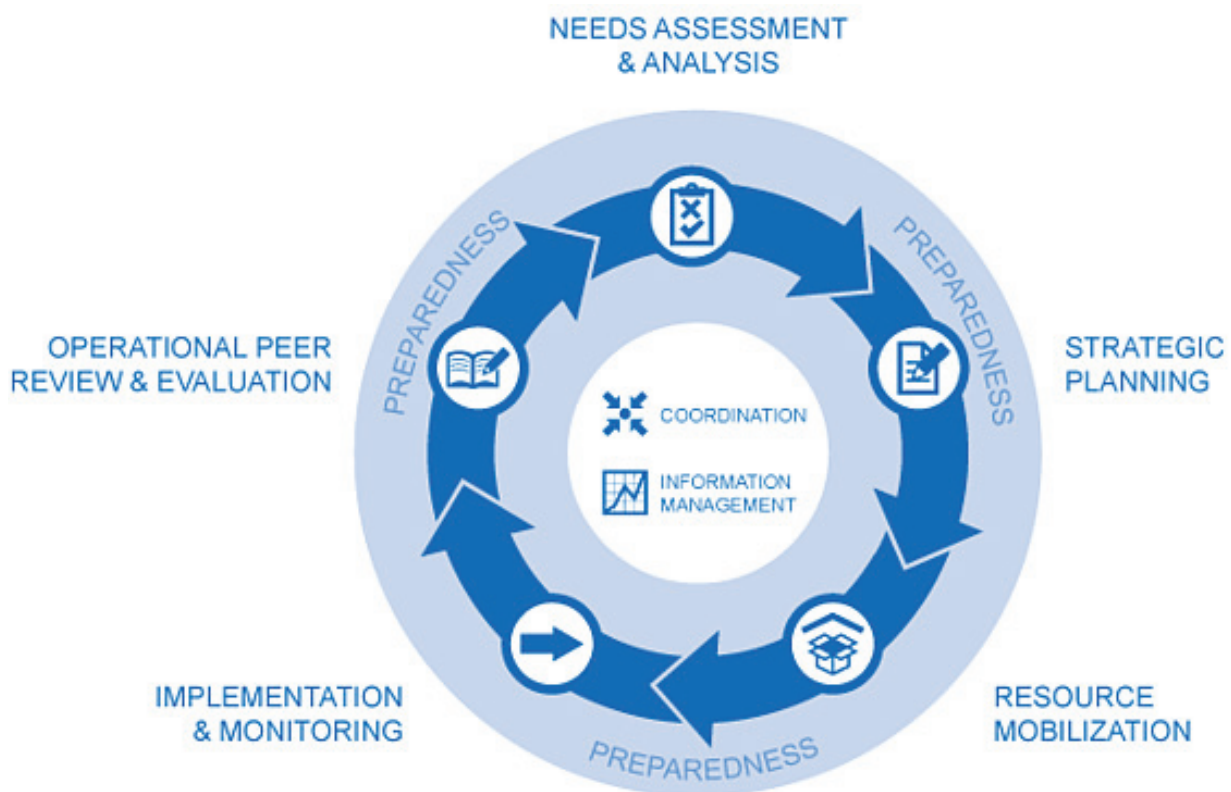 NEEDS ASSESSMENT
& ANALYSIS
PREPAREDNESS
PREPAREDNESS
OPERATIONAL PEER
REVIEW & EVALUATION
STRATEGIC
PLANNING
COORDINATION
INFORMATION
MANAGEMENT
IMPLEMENTATION
& MONITORING
RESOURCE
MOBILIZATION
PREPAREDNESS